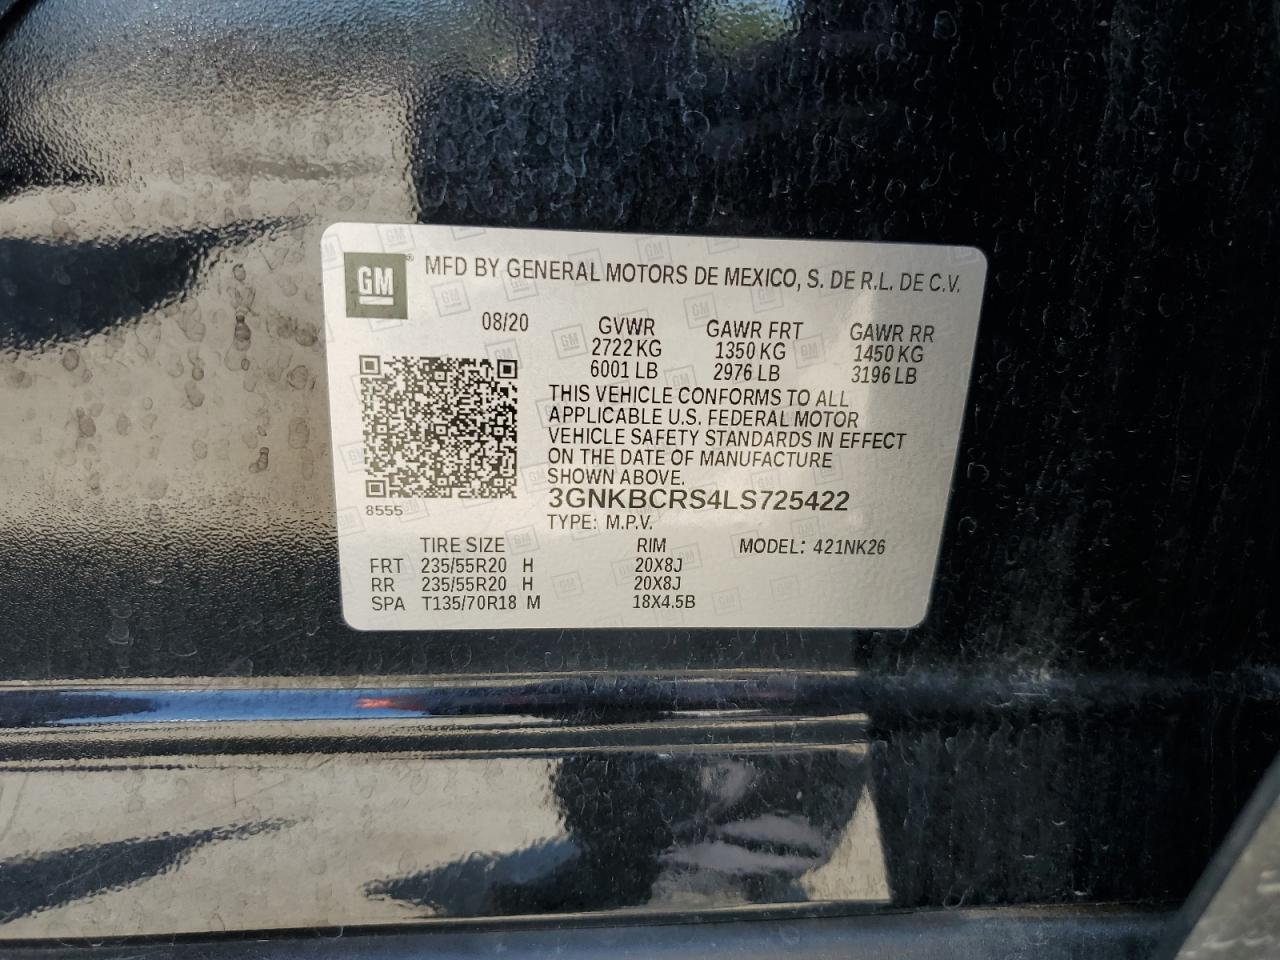 GM® MFD BY GENERAL MOTORS DE MEXICO, S. DE R.L. DE C.V.
08/20 GVWR GAWR FRT GAWR RR
2722 KG 1350 KG 1450 KG
6001 LB 2976 LB 3196 LB
THIS VEHICLE CONFORMS TO ALL
APPLICABLE U.S. FEDERAL MOTOR
VEHICLE SAFETY STANDARDS IN EFFECT
ON THE DATE OF MANUFACTURE
SHOWN ABOVE.
8555 3GNKBCRS4LS725422
TYPE: M.P.V.
TIRE SIZE RIM MODEL: 421NK26
FRT 235/55R20 H 20X8J
RR 235/55R20 H 20X8J
SPA T135/70R18 M 18X4.5B